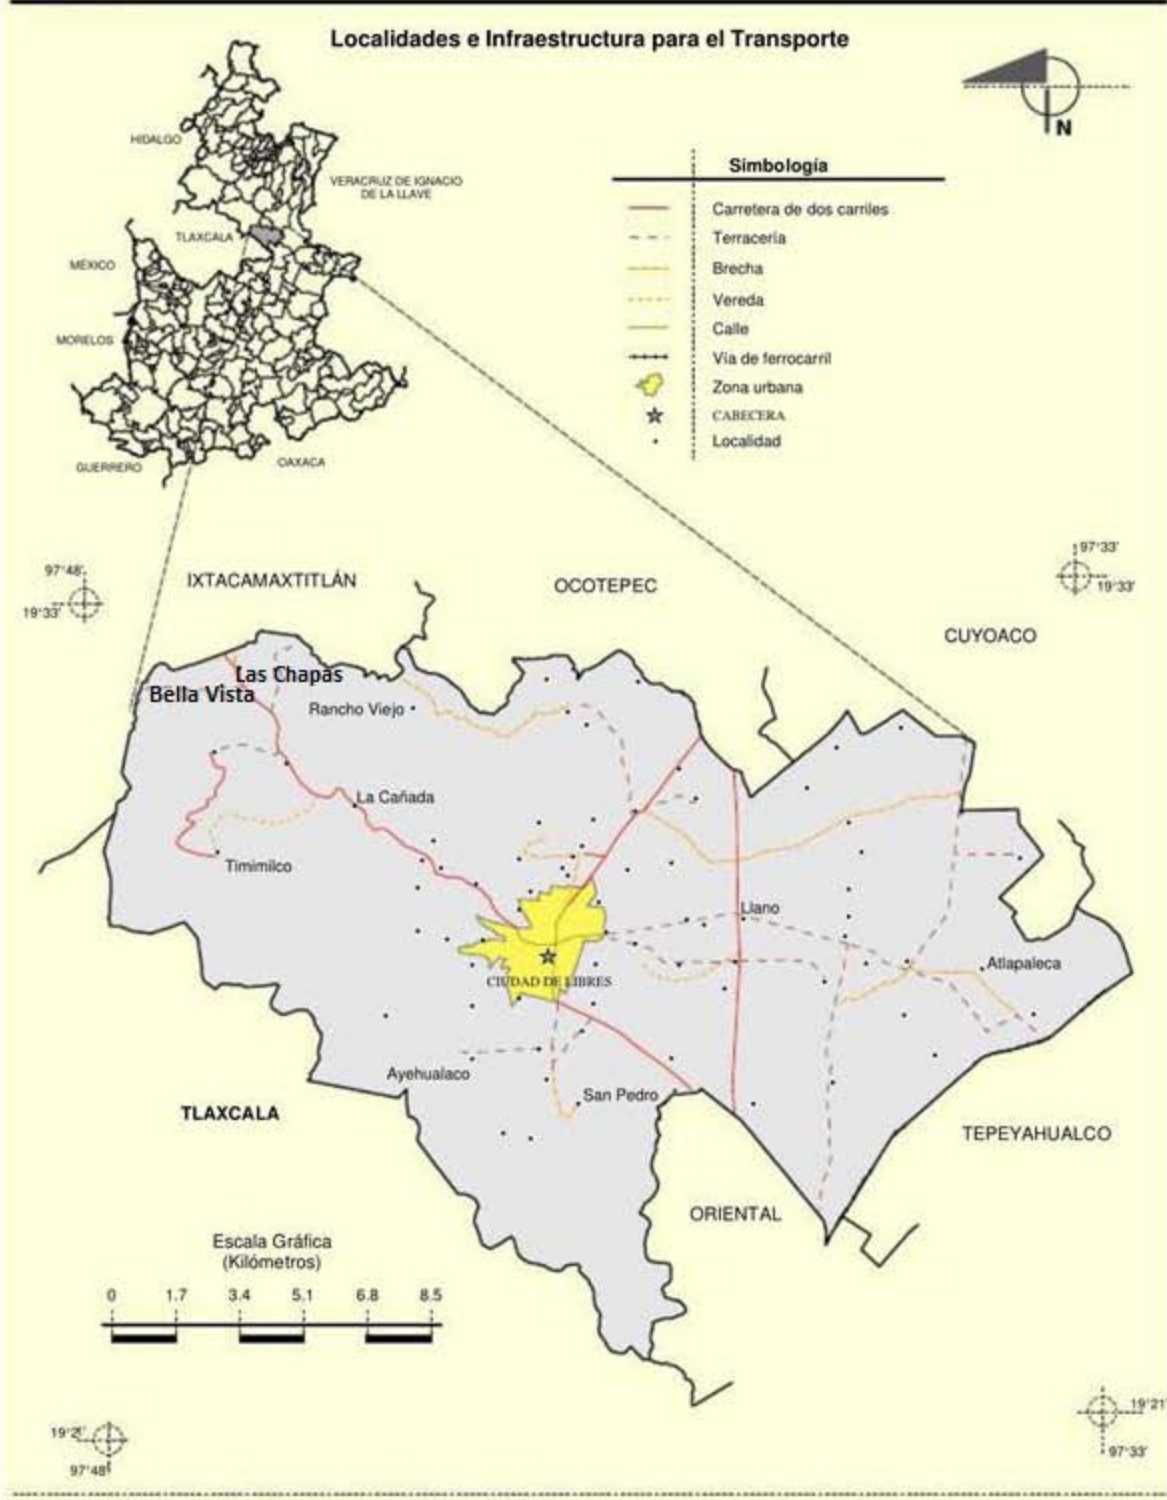 Localidades e Infraestructura para el Transporte
N
HIDALGO
VERACRUZ DE IGNACIO
DE LA LLAVE
TLAXCALA
MÉXICO
MORELOS
GUERRERO
OAXACA
Simbología
Carretera de dos carriles
Terracería
Brecha
Vereda
Calle
Vía de ferrocarril
Zona urbana
CABECERA
Localidad
97°48'
19°33'
97°33'
19°33'
IXTACAMAXTITLÁN
OCOTEPEC
CUYOACO
Las Chapas
Bella Vista
Rancho Viejo
La Cañada
Timimilco
Llano
Atlapaleca
CIUDAD DE LIBRES
Ayehualaco
San Pedro
TLAXCALA
TEPEYAHUALCO
ORIENTAL
Escala Gráfica
(Kilómetros)
0 1.7 3.4 5.1 6.8 8.5
19°21'
97°48'
19°21'
97°33'